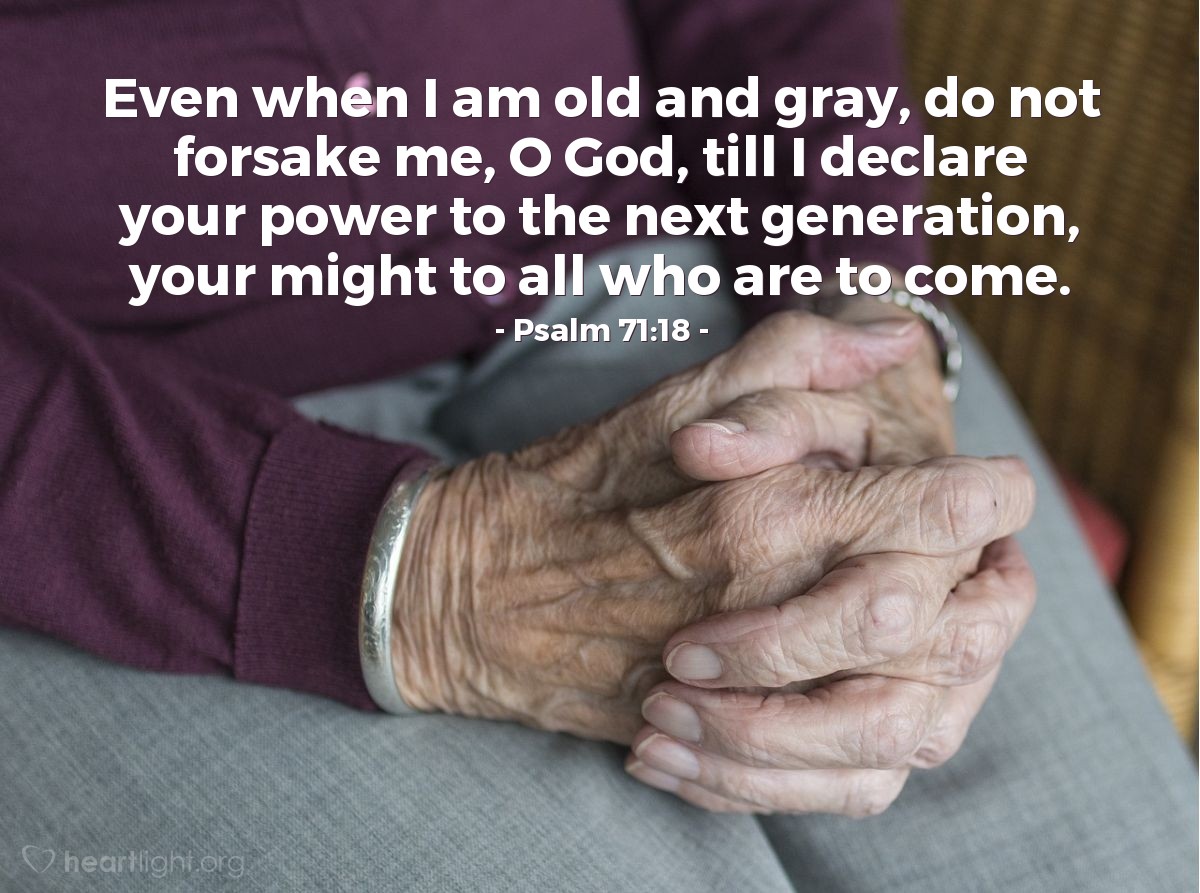 Even when I am old and gray, do not
forsake me, O God, till I declare
your power to the next generation,
your might to all who are to come.
- Psalm 71:18 -
heartlight.org